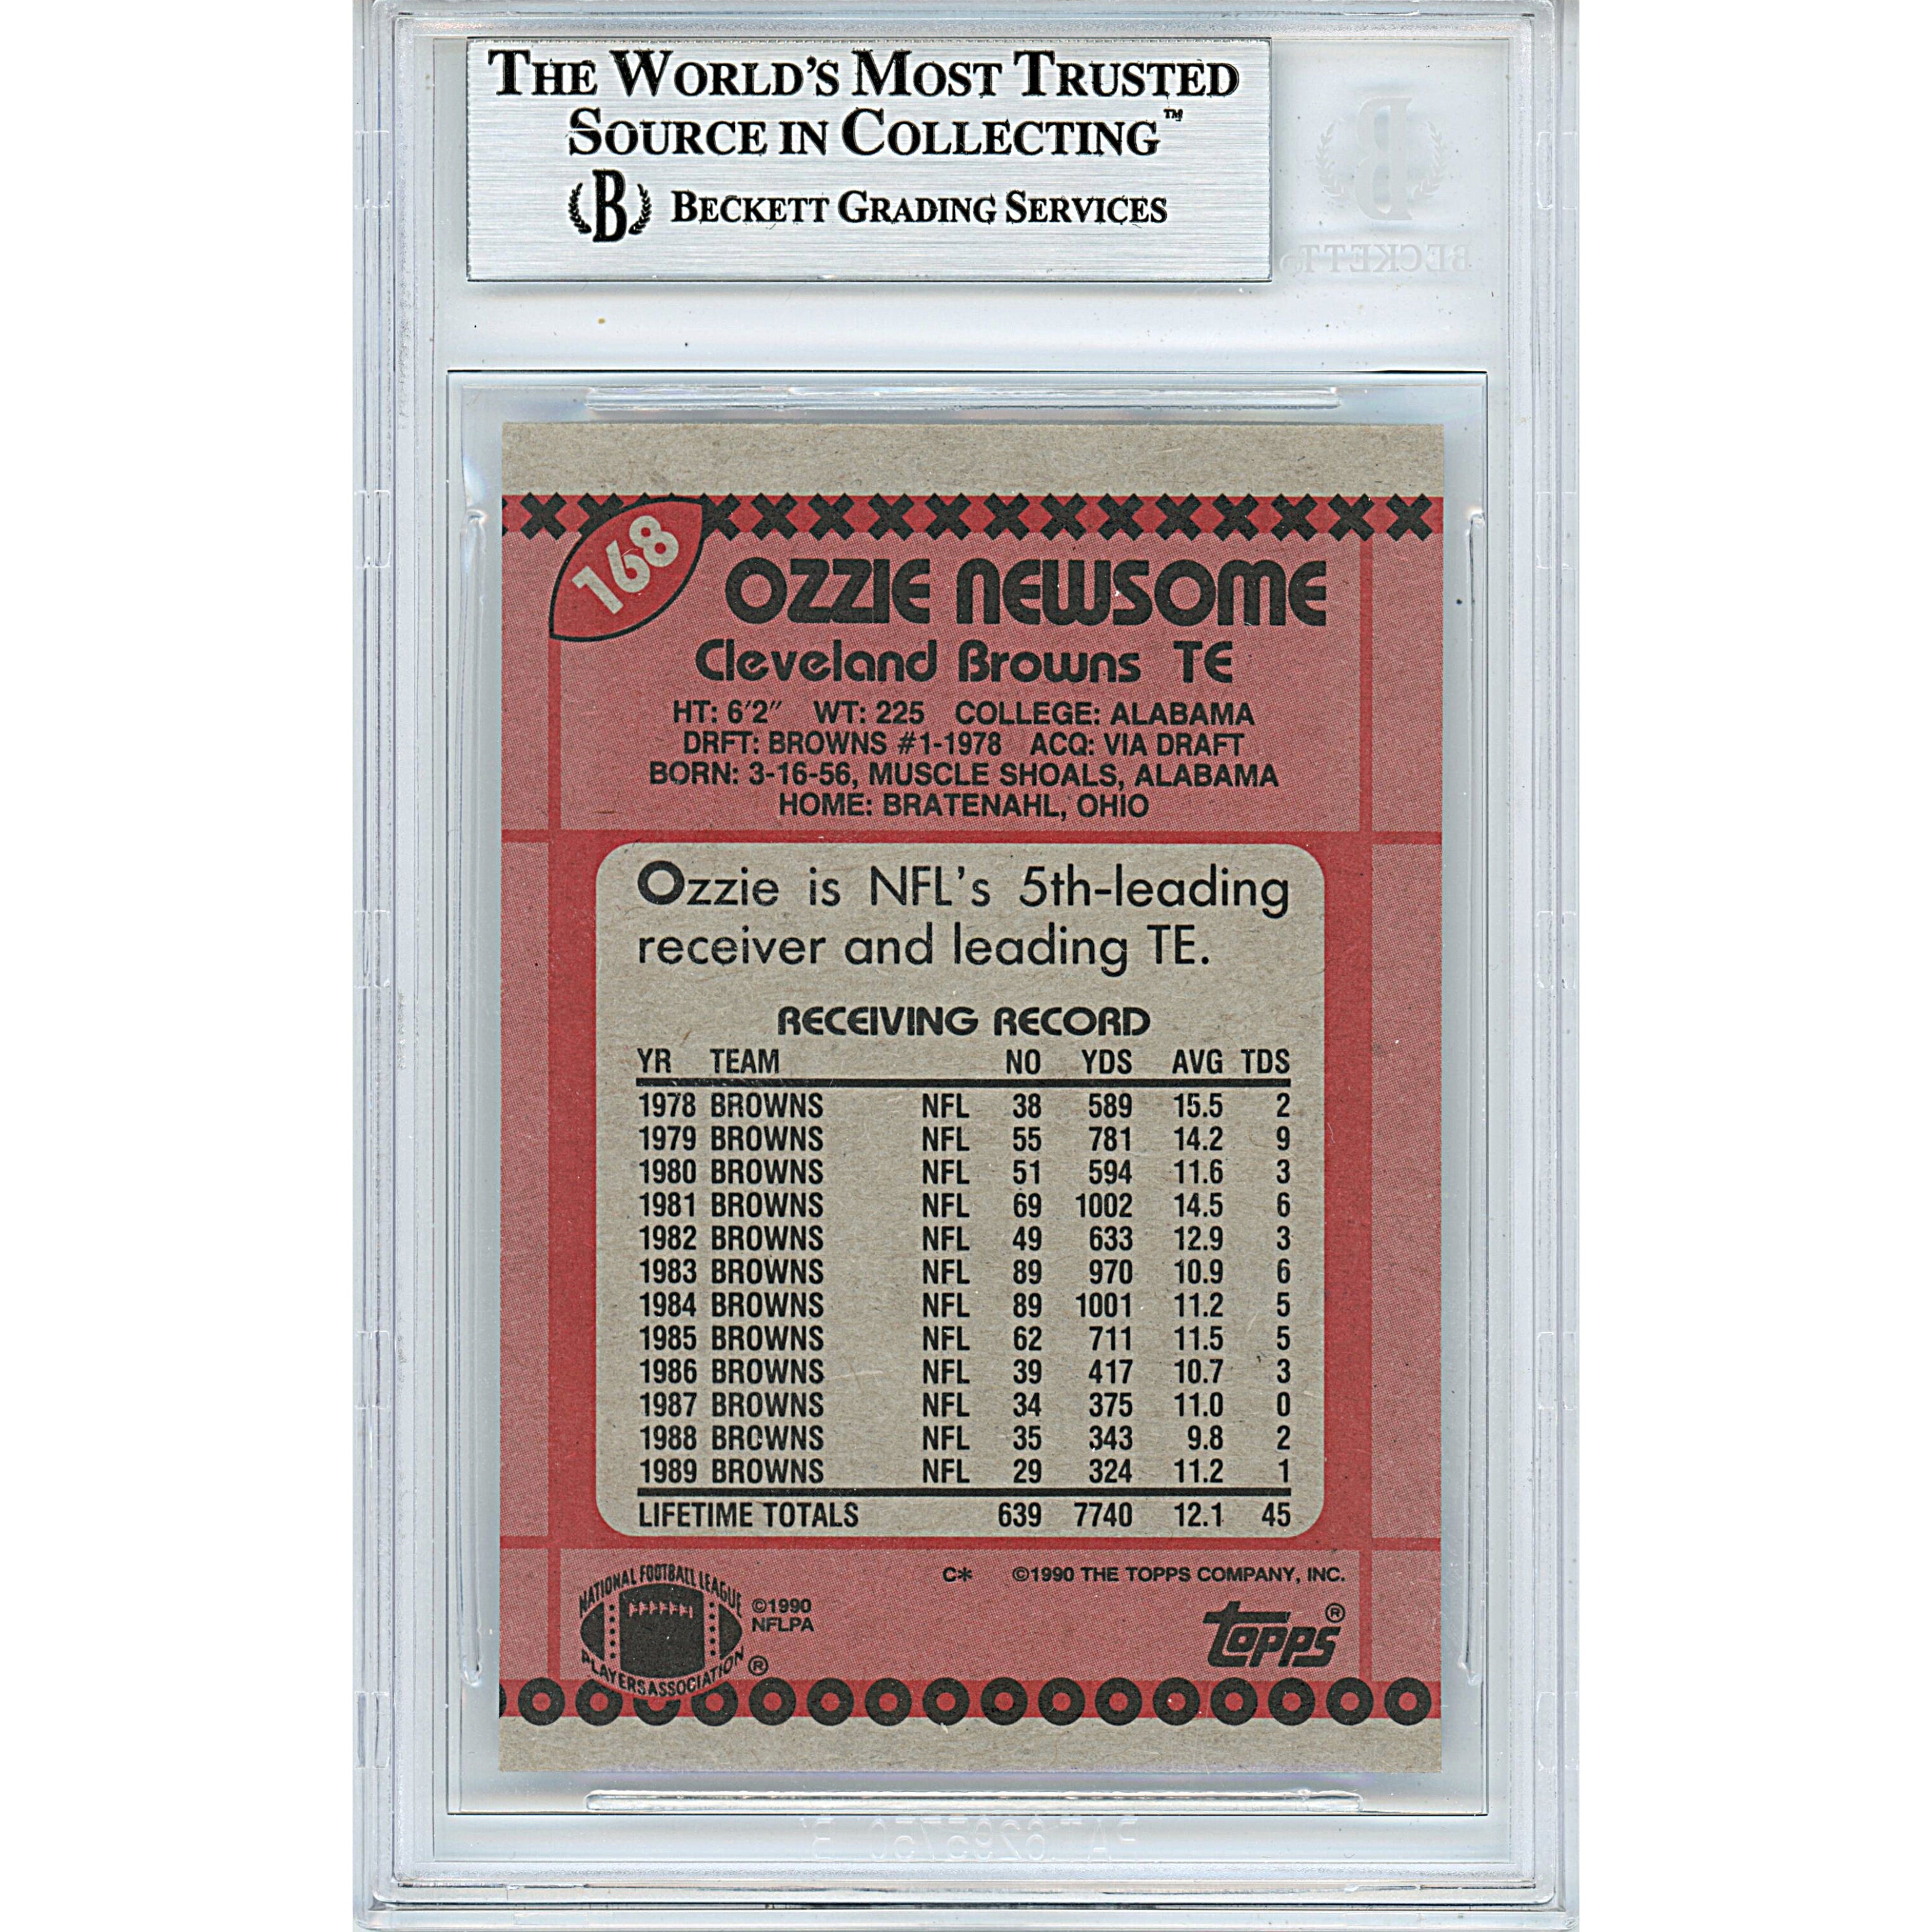 THE WORLD'S MOST TRUSTED
SOURCE IN COLLECTING™
B BECKETT GRADING SERVICES
B
BECKETT
168
OZZIE NEWSOME
Cleveland Browns TE
HT: 6'2" WT: 225 COLLEGE: ALABAMA
DRFT: BROWNS #1-1978 ACQ: VIA DRAFT
BORN: 3-16-56, MUSCLE SHOALS, ALABAMA
HOME: BRATENAHL, OHIO
Ozzie is NFL's 5th-leading
receiver and leading TE.
RECEIVING RECORD
YR TEAM NO YDS AVG TDS
1978 BROWNS NFL 38 589 15.5 2
1979 BROWNS NFL 55 781 14.2 9
1980 BROWNS NFL 51 594 11.6 3
1981 BROWNS NFL 69 1002 14.5 6
1982 BROWNS NFL 49 633 12.9 3
1983 BROWNS NFL 89 970 10.9 6
1984 BROWNS NFL 89 1001 11.2 5
1985 BROWNS NFL 62 711 11.5 5
1986 BROWNS NFL 39 417 10.7 3
1987 BROWNS NFL 34 375 11.0 0
1988 BROWNS NFL 35 343 9.8 2
1989 BROWNS NFL 29 324 11.2 1
LIFETIME TOTALS 639 7740 12.1 45
C* ©1990 THE TOPPS COMPANY, INC.
NATIONAL FOOTBALL LEAGUE
PLAYERS ASSOCIATION ®
©1990
NFLPA
topps®